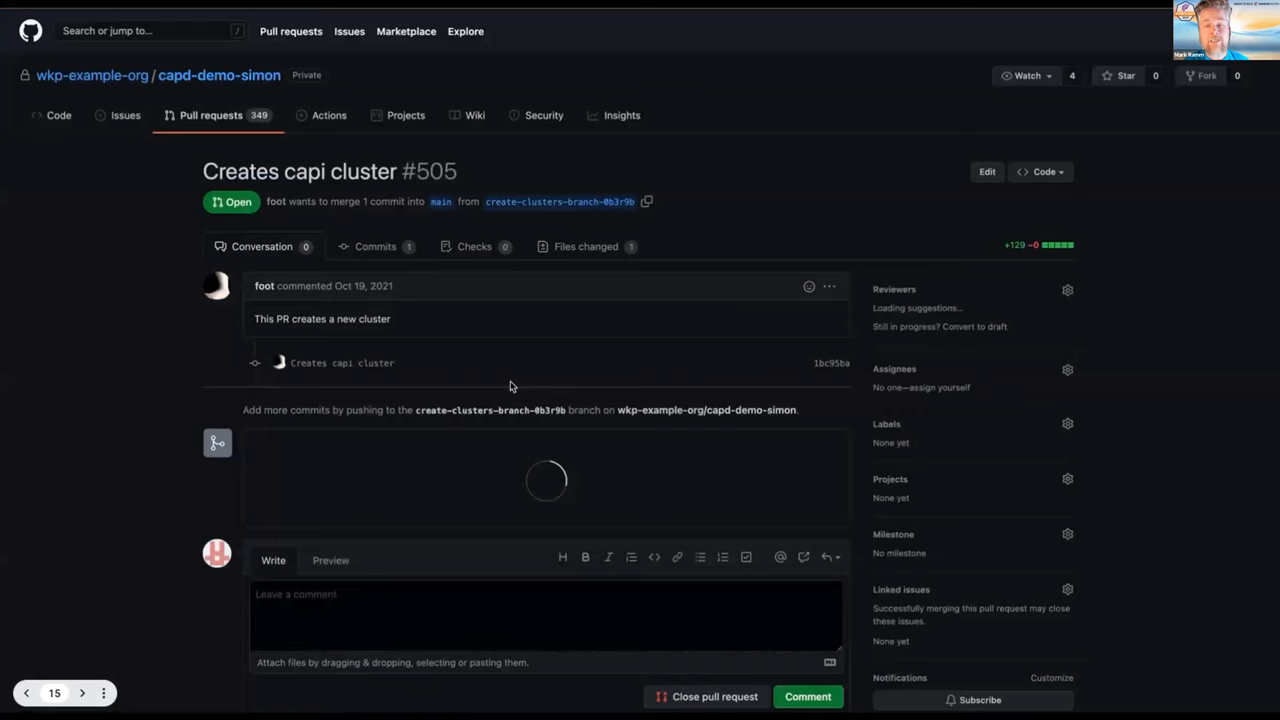 Search or jump to... / Pull requests Issues Marketplace Explore
Mark Ramm
wkp-example-org / capd-demo-simon Private Watch 4 Star 0 Fork 0
Code Issues Pull requests 349 Actions Projects Wiki Security Insights
Creates capi cluster #505 Edit Code
Open foot wants to merge 1 commit into main from create-clusters-branch-0b3r9b
Conversation 0 Commits 1 Checks 0 Files changed 1 +129 −0
foot commented Oct 19, 2021
This PR creates a new cluster
Creates capi cluster 1bc95ba
Add more commits by pushing to the create-clusters-branch-0b3r9b branch on wkp-example-org/capd-demo-simon.
Write Preview
Leave a comment
Attach files by dragging & dropping, selecting or pasting them.
Close pull request Comment
Reviewers
Loading suggestions...
Still in progress? Convert to draft
Assignees
No one—assign yourself
Labels
None yet
Projects
None yet
Milestone
No milestone
Linked issues
Successfully merging this pull request may close
these issues.
None yet
Notifications Customize
Subscribe
15